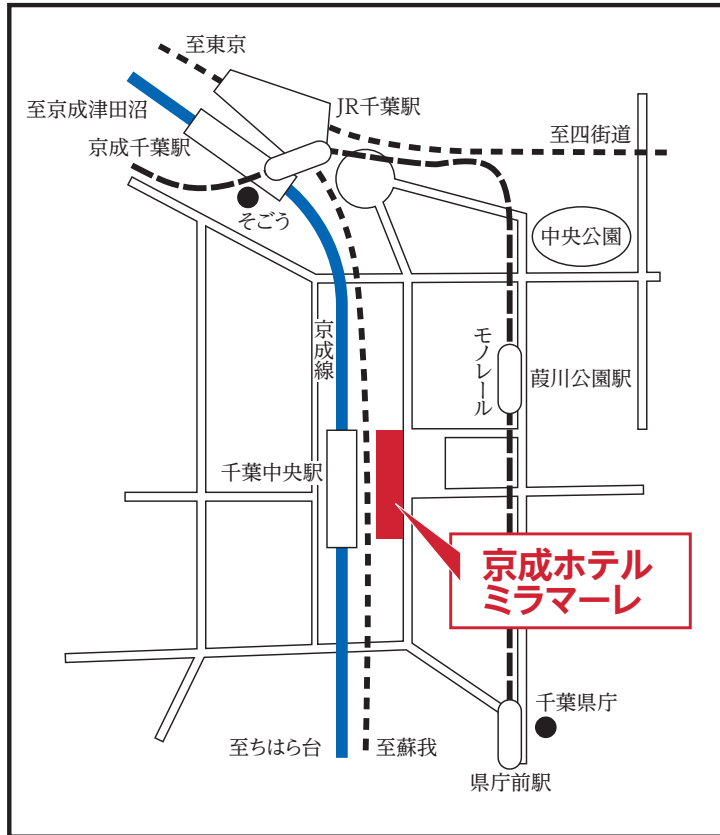 至東京
JR千葉駅
至京成津田沼
至四街道
京成千葉駅
そごう
中央公園
京成線
モノレール
葭川公園駅
千葉中央駅
京成ホテル
ミラマーレ
千葉県庁
至ちはら台
至蘇我
県庁前駅